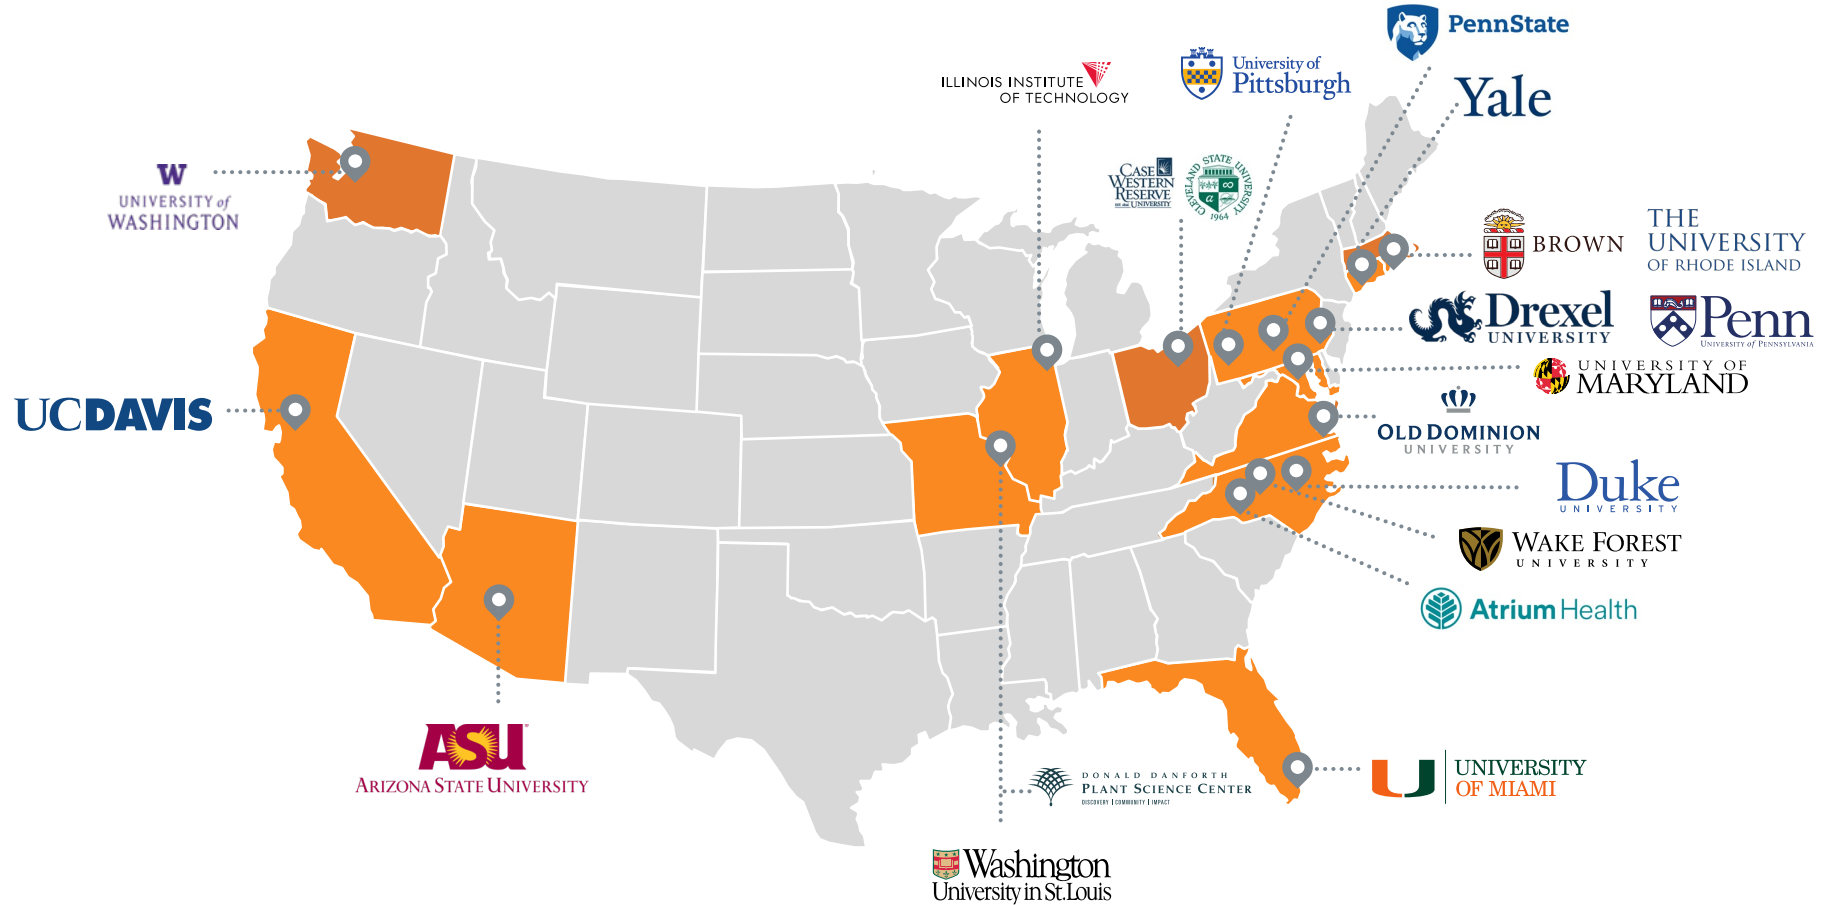 PennState
University of
Pittsburgh
ILLINOIS INSTITUTE
OF TECHNOLOGY
Yale
CASE
WESTERN
RESERVE
UNIVERSITY
CLEVELAND STATE UNIVERSITY
1964
W
UNIVERSITY of
WASHINGTON
BROWN
THE
UNIVERSITY
OF RHODE ISLAND
Drexel
UNIVERSITY
Penn
UNIVERSITY of PENNSYLVANIA
UNIVERSITY OF
MARYLAND
UCDAVIS
OLD DOMINION
UNIVERSITY
Duke
UNIVERSITY
WAKE FOREST
UNIVERSITY
Atrium Health
ASU
ARIZONA STATE UNIVERSITY
DONALD DANFORTH
PLANT SCIENCE CENTER
DISCOVERY | COMMUNITY | IMPACT
U
UNIVERSITY
OF MIAMI
Washington
University in St. Louis